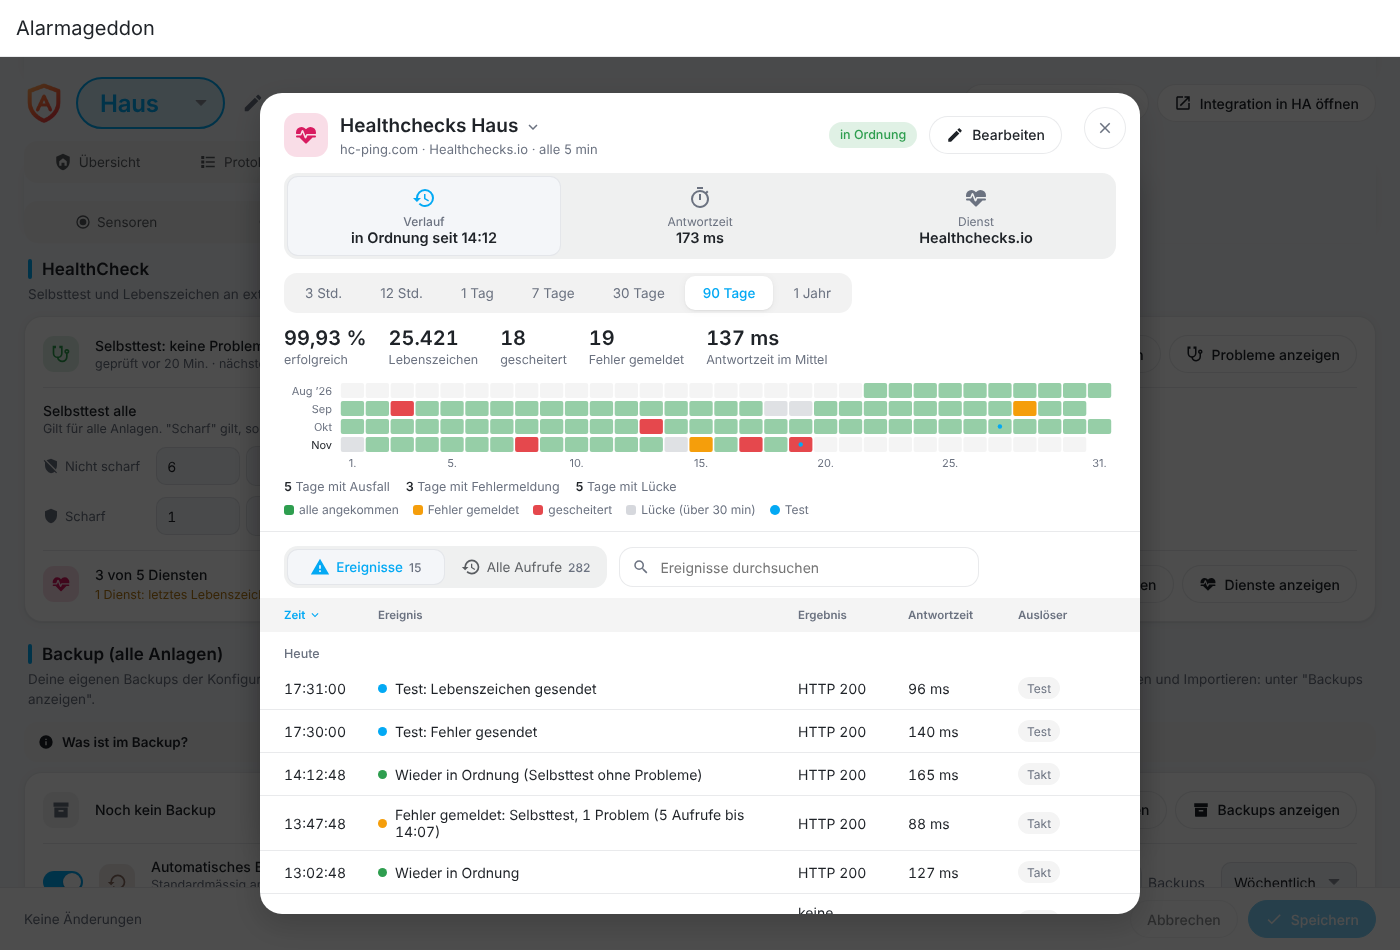 Alarmageddon
Haus
Integration in HA öffnen
Übersicht
Sensoren
HealthCheck
Selbsttest und Lebenszeichen an
Selbsttest: keine
geprüft vor 20 Min. · nächste
Probleme anzeigen
Selbsttest alle
Gilt für alle Anlagen. "Scharf" gilt, so
Nicht scharf
6
Scharf
1
3 von 5 Diensten
1 Dienst: letztes
Dienste anzeigen
Backup (alle Anlagen)
Deine eigenen Backups der
en und Importieren: unter "Backups
anzeigen".
Was ist im Backup?
Noch kein Backup
Backups anzeigen
Automatisches
Standardmässig
Backups
Wöchentlich
Keine Änderungen
Abbrechen
Speichern
Healthchecks Haus
hc-ping.com · Healthchecks.io · alle 5 min
in Ordnung
Bearbeiten
Verlauf
in Ordnung seit 14:12
Antwortzeit
173 ms
Dienst
Healthchecks.io
3 Std.
12 Std.
1 Tag
7 Tage
30 Tage
90 Tage
1 Jahr
99,93 %
erfolgreich
25.421
Lebenszeichen
18
gescheitert
19
Fehler gemeldet
137 ms
Antwortzeit im Mittel
Aug ’26
Sep
Okt
Nov
1. 5. 10. 15. 20. 25. 31.
5 Tage mit Ausfall 3 Tage mit Fehlermeldung 5 Tage mit Lücke
alle angekommen Fehler gemeldet gescheitert Lücke (über 30 min) Test
Ereignisse 15
Alle Aufrufe 282
Ereignisse durchsuchen
Zeit Ereignis Ergebnis Antwortzeit Auslöser
Heute
17:31:00 Test: Lebenszeichen gesendet HTTP 200 96 ms Test
17:30:00 Test: Fehler gesendet HTTP 200 140 ms Test
14:12:48 Wieder in Ordnung (Selbsttest ohne Probleme) HTTP 200 165 ms Takt
13:47:48 Fehler gemeldet: Selbsttest, 1 Problem (5 Aufrufe bis
14:07) HTTP 200 88 ms Takt
13:02:48 Wieder in Ordnung HTTP 200 127 ms Takt
keine